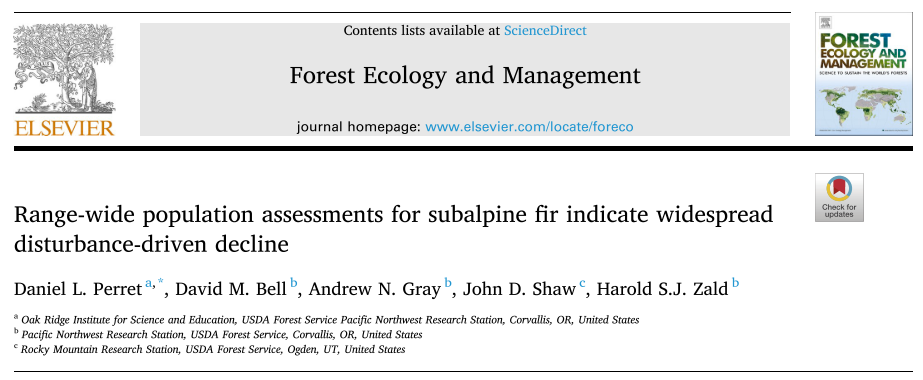 Contents lists available at ScienceDirect
Forest Ecology and Management
journal homepage: www.elsevier.com/locate/foreco
ELSEVIER
FOREST
ECOLOGY AND
MANAGEMENT
SCIENCE TO SUSTAIN THE WORLD'S FORESTS
Check for
updates
Range-wide population assessments for subalpine fir indicate widespread
disturbance-driven decline
Daniel L. Perret a,*, David M. Bell b, Andrew N. Gray b, John D. Shaw c, Harold S.J. Zald b
a Oak Ridge Institute for Science and Education, USDA Forest Service Pacific Northwest Research Station, Corvallis, OR, United States
b Pacific Northwest Research Station, USDA Forest Service, Corvallis, OR, United States
c Rocky Mountain Research Station, USDA Forest Service, Ogden, UT, United States